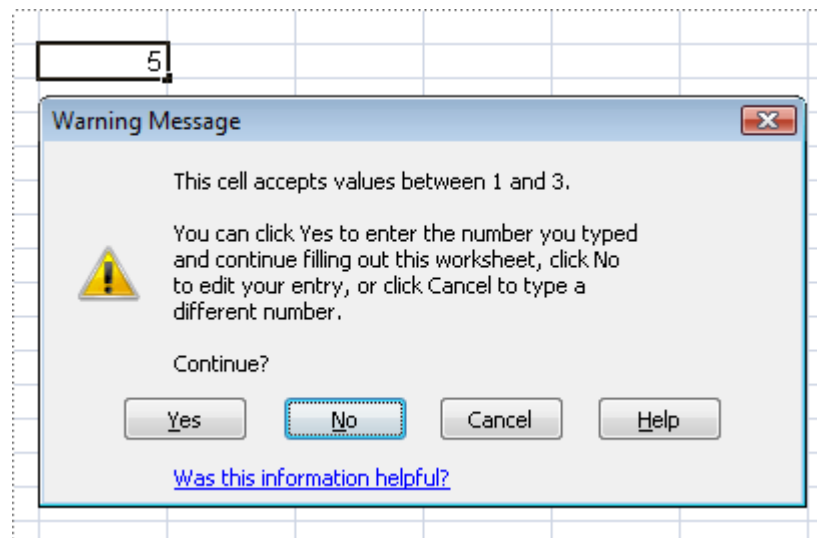 5
Warning Message
This cell accepts values between 1 and 3.
You can click Yes to enter the number you typed
and continue filling out this worksheet, click No
to edit your entry, or click Cancel to type a
different number.
Continue?
Yes No Cancel Help
Was this information helpful?